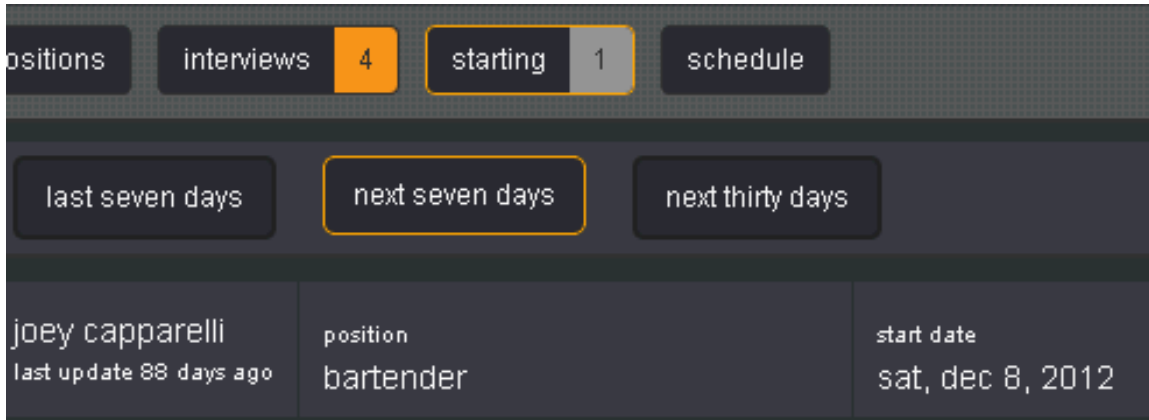 ositions interviews 4 starting 1 schedule
last seven days next seven days next thirty days
joey capparelli position start date
last update 88 days ago bartender sat, dec 8, 2012